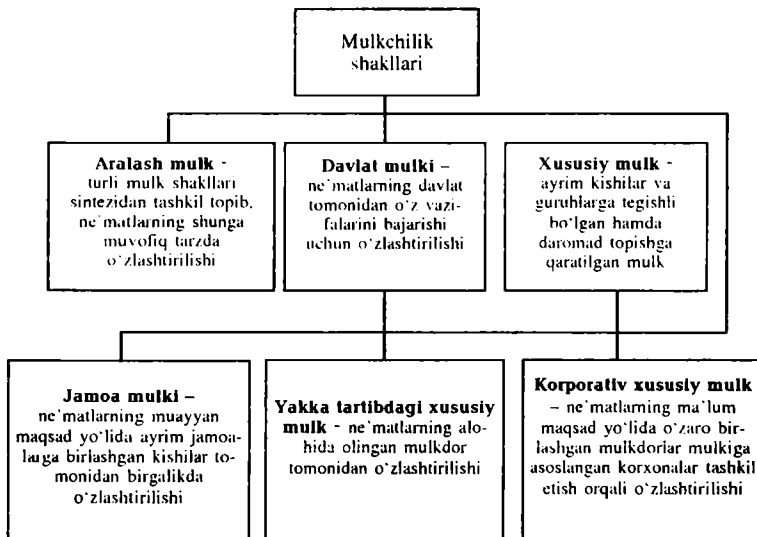 Mulkchilik
shakllari
Aralash mulk -
turli mulk shakllari
sintezidan tashkil topib,
ne`matlarning shunga
muvofiq tarzda
o‘zlashtirilishi
Davlat mulki –
ne`matlarning davlat
tomonidan o‘z vazi-
falarini bajarishi
uchun o‘zlashtirilishi
Xususiy mulk -
ayrim kishilar va
guruhlarga tegishli
bo‘lgan hamda
daromad topishga
qaratilgan mulk
Jamoa mulki –
ne`matlarning muayyan
maqsad yo‘lida ayrim jamoa-
larga birlashgan kishilar to-
monidan birgalikda
o‘zlashtirilishi
Yakka tartibdagi xususiy
mulk - ne`matlarning alo-
hida olingan mulkdor
tomonidan o‘zlashtirilishi
Korporativ xususiy mulk
– ne`matlarning ma`lum
maqsad yo‘lida o‘zaro bir-
lashgan mulkdorlar mulkiga
asoslangan korxonalar tashkil
etish orqali o‘zlashtirilishi